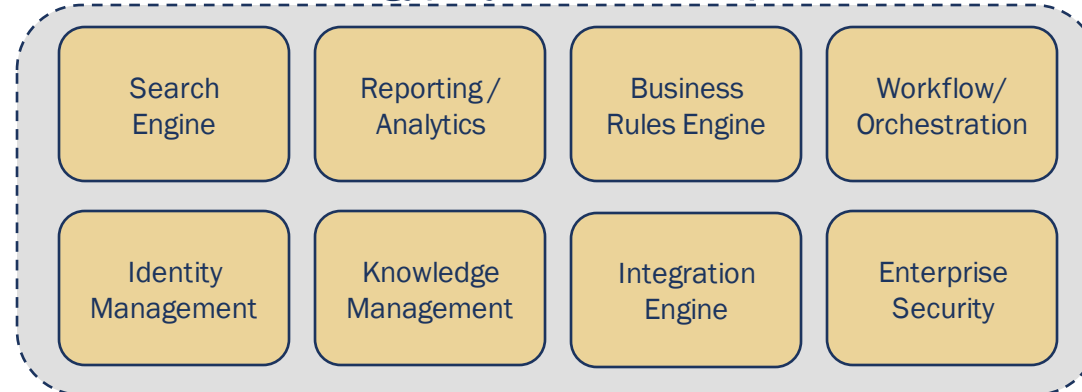 Search
Engine
Reporting /
Analytics
Business
Rules Engine
Workflow/
Orchestration
Identity
Management
Knowledge
Management
Integration
Engine
Enterprise
Security